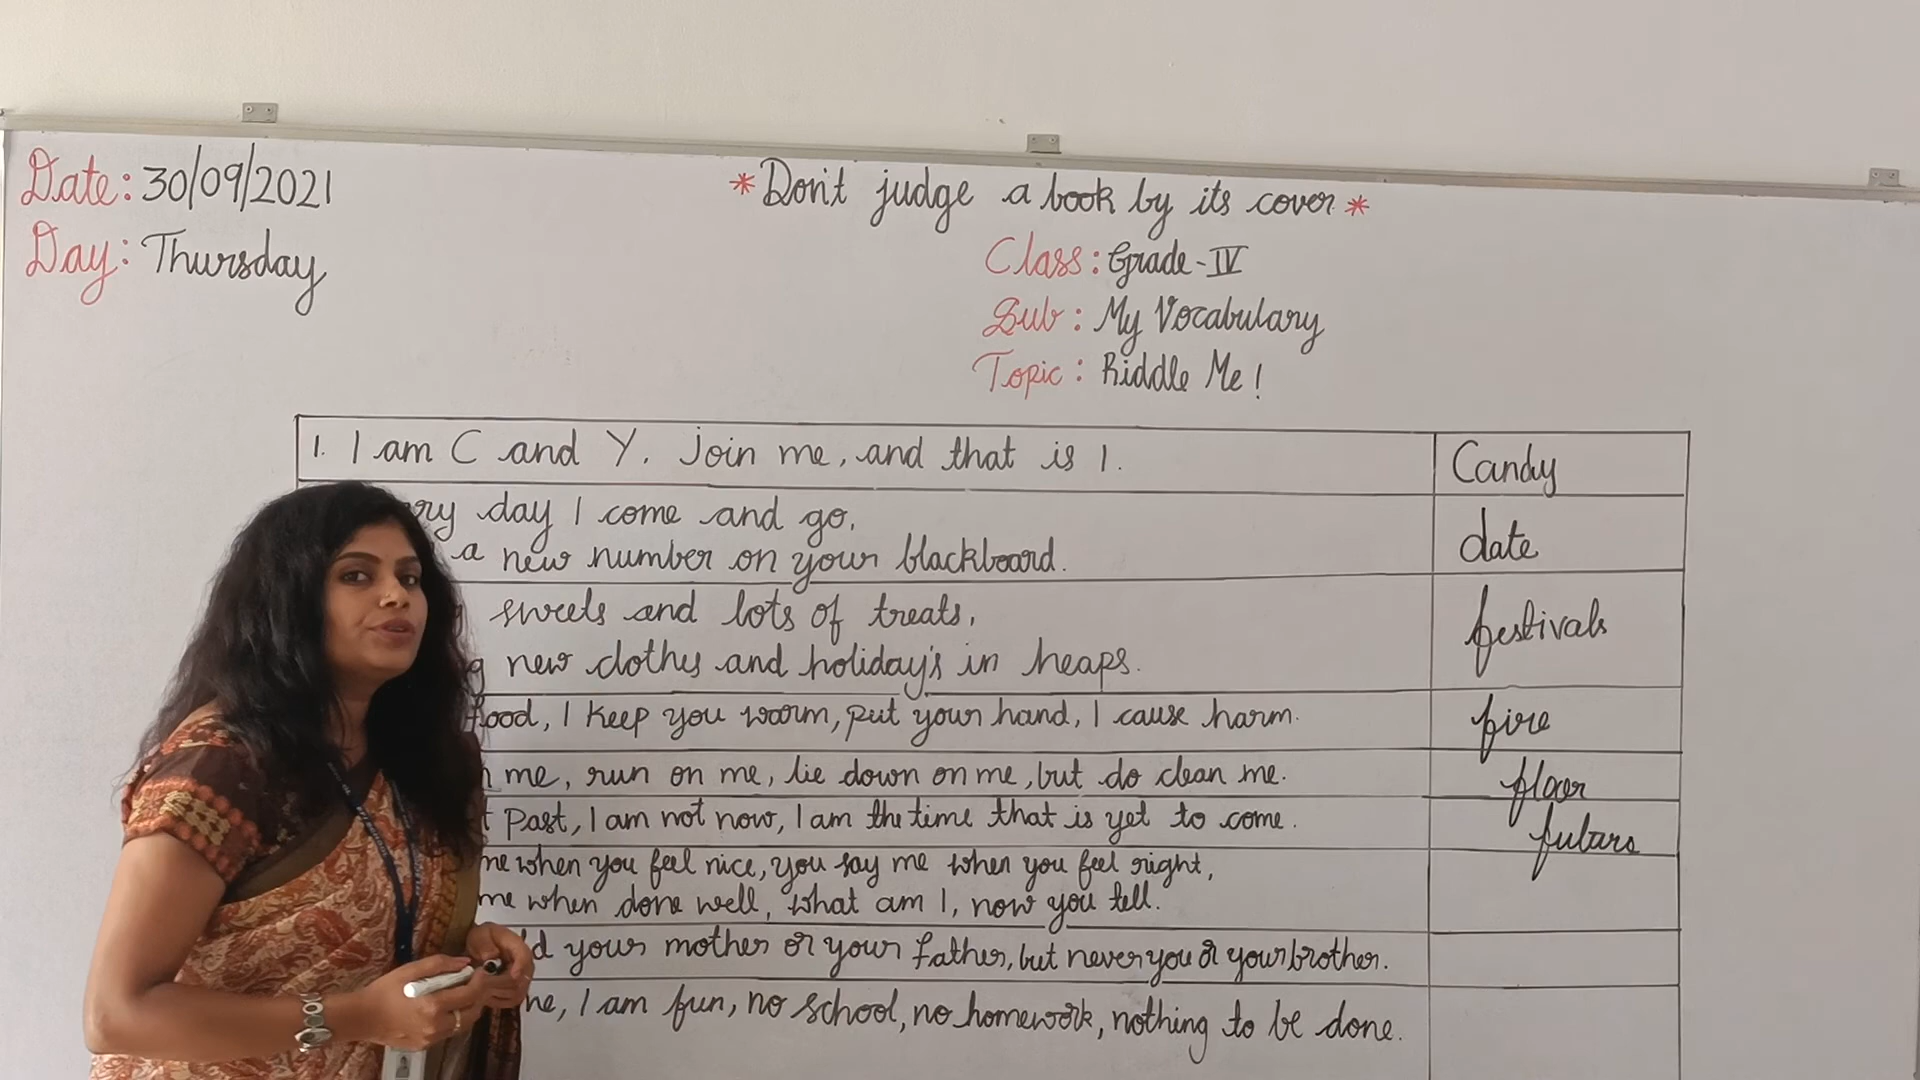 Date: 30/09/2021
Day: Thursday
*Don't judge a book by its cover*
Class: Grade-IV
Sub: My Vocabulary
Topic: Riddle Me!
1. I am C and Y. Join me, and that is 1.
Candy
day I come and go,
a new number on your blackboard.
date
sweets and lots of treats,
new clothes and holiday's in heaps.
festivals
food, I keep you warm, put your hand, I cause harm.
fire
me, run on me, lie down on me, but do clean me.
floor
Past, I am not now, I am the time that is yet to come.
me when you feel nice, you say me when you feel right,
me when done well, what am I, now you tell.
your mother or your father, but never you or your brother.
I am fun, no school, no homework, nothing to be done.